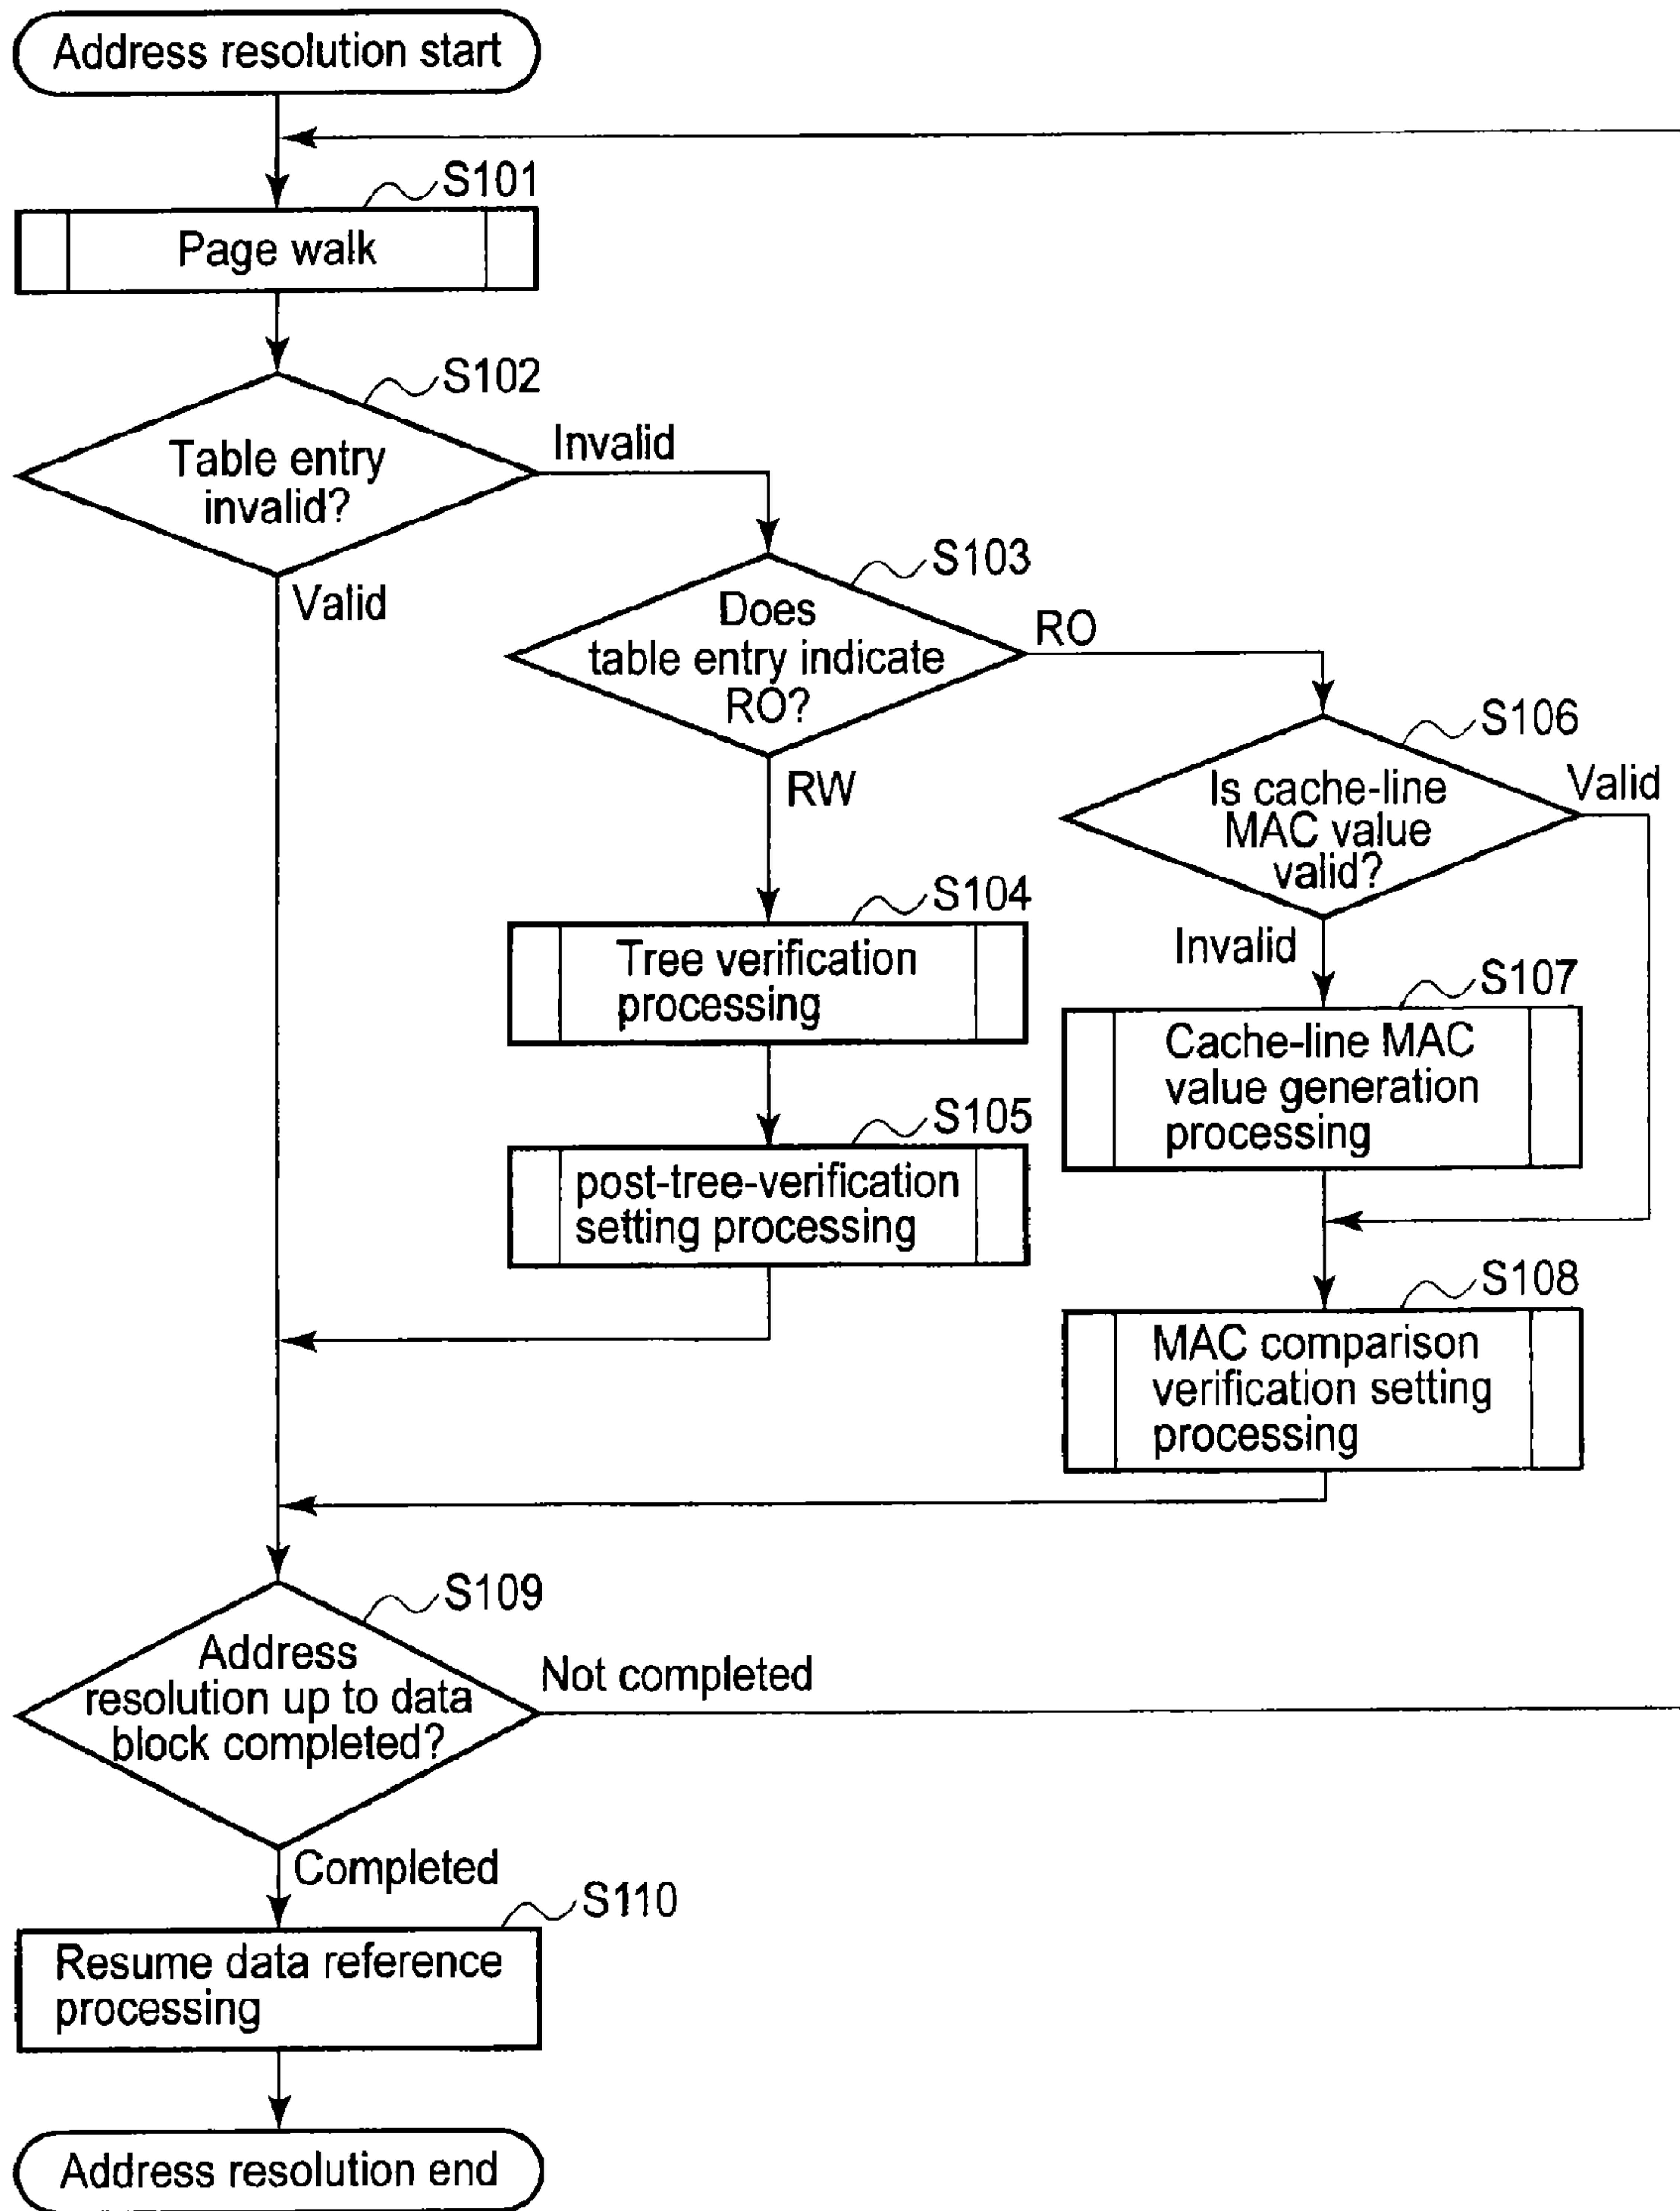 Address resolution start
S101
Page walk
S102
Table entry
invalid?
Invalid
Valid
S103
Does
table entry indicate
RO?
RO
RW
S106
Is cache-line
MAC value
valid?
Valid
Invalid
S104
Tree verification
processing
S107
Cache-line MAC
value generation
processing
S105
post-tree-verification
setting processing
S108
MAC comparison
verification setting
processing
S109
Address
resolution up to data
block completed?
Not completed
Completed
S110
Resume data reference
processing
Address resolution end